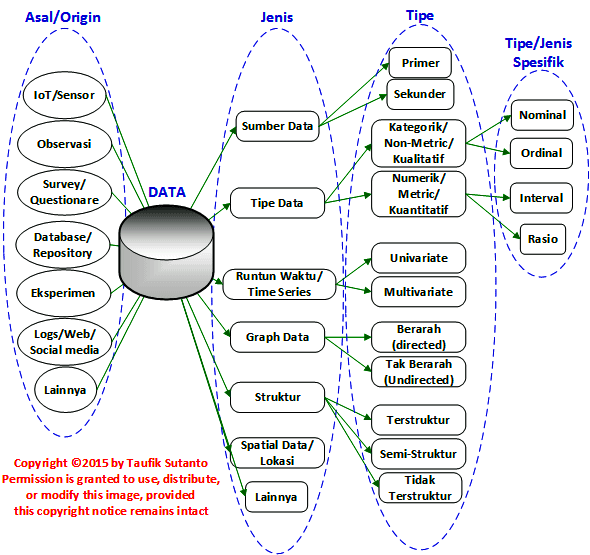 Asal/Origin
IoT/Sensor
Observasi
Survey/
Questionare
Database/
Repository
Eksperimen
Logs/Web/
Social media
Lainnya
DATA
Jenis
Sumber Data
Tipe Data
Runtun Waktu/
Time Series
Graph Data
Struktur
Spatial Data/
Lokasi
Lainnya
Tipe
Primer
Sekunder
Kategorik/
Non-Metric/
Kualitatif
Numerik/
Metric/
Kuantitatif
Univariate
Multivariate
Berarah
(directed)
Tak Berarah
(Undirected)
Terstruktur
Semi-Struktur
Tidak
Terstruktur
Tipe/Jenis
Spesifik
Nominal
Ordinal
Interval
Rasio
Copyright ©2015 by Taufik Sutanto
Permission is granted to use, distribute,
or modify this image, provided
this copyright notice remains intact